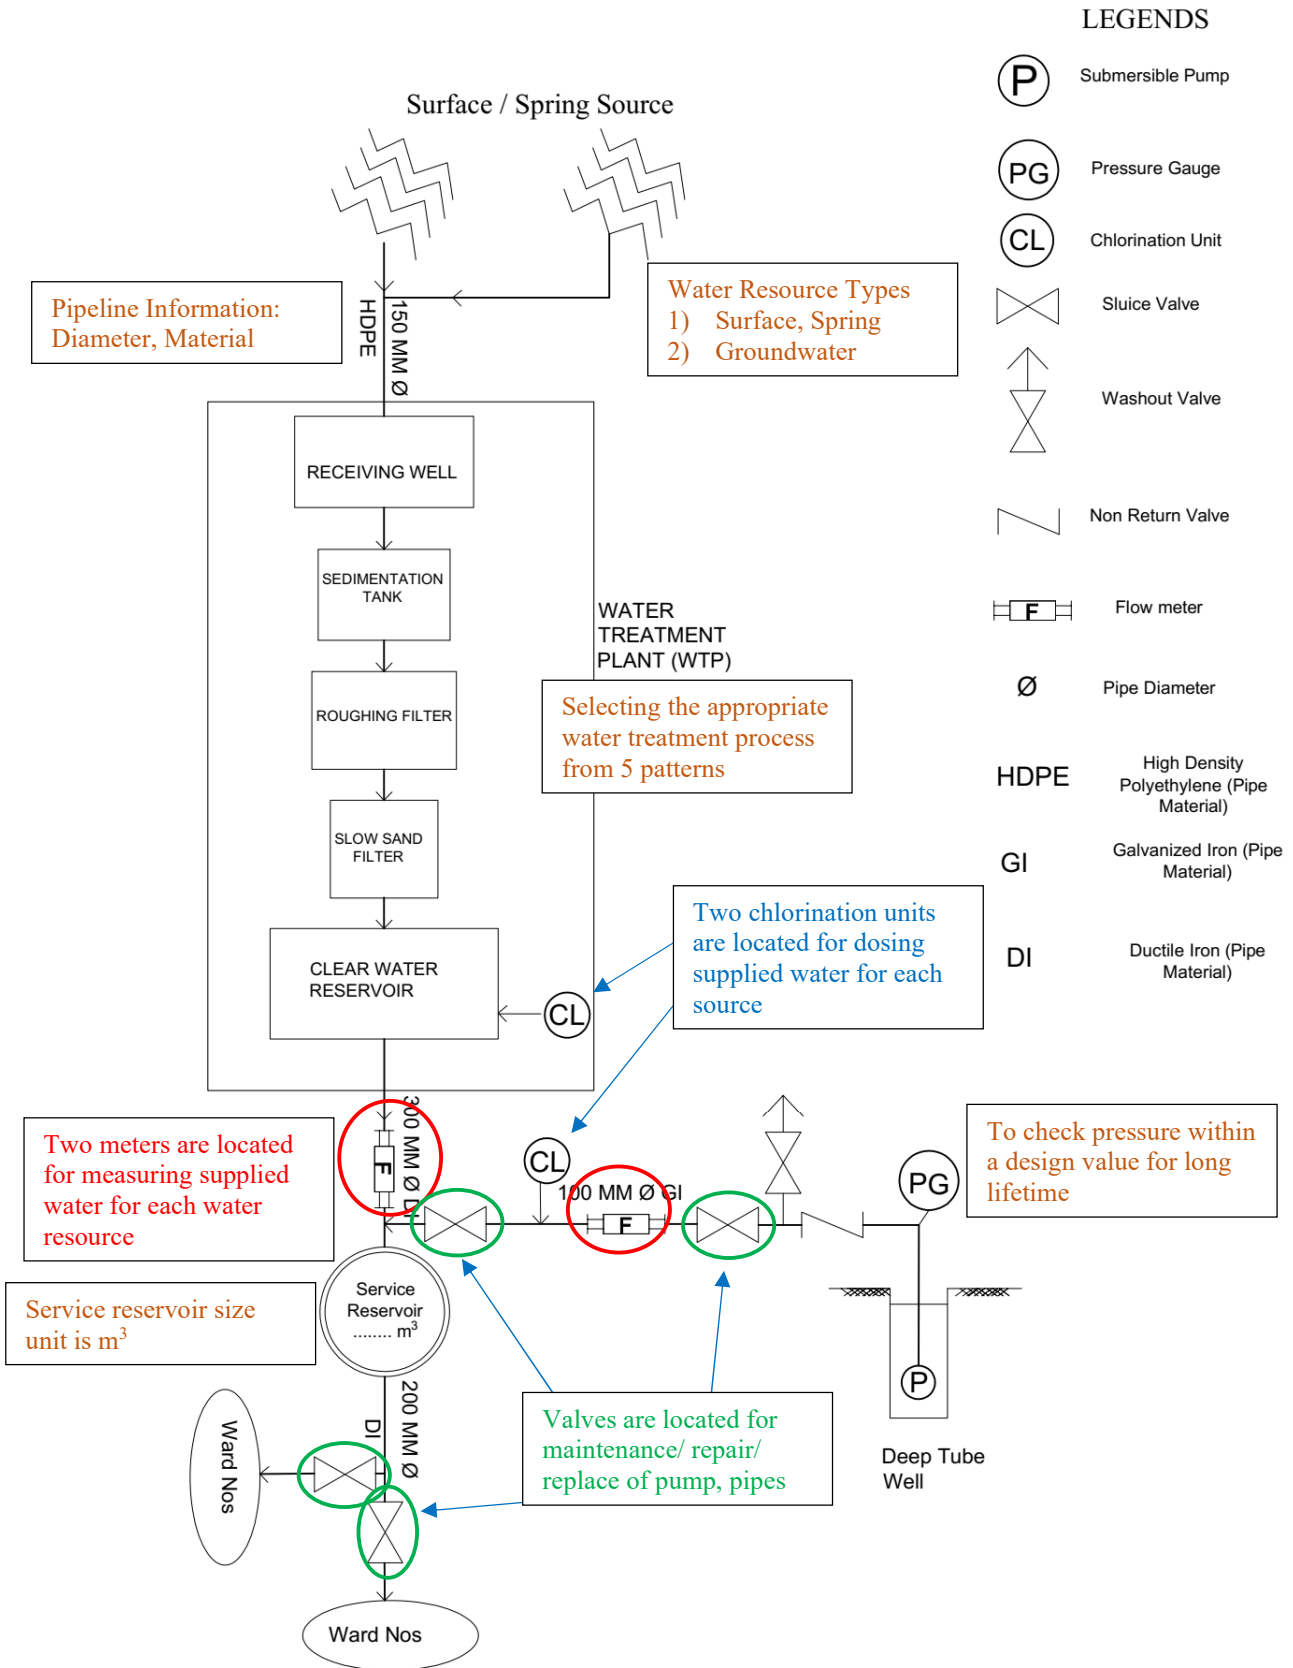 LEGENDS
P
Submersible Pump
Surface / Spring Source
PG
Pressure Gauge
CL
Chlorination Unit
Pipeline Information:
Diameter, Material
150 MM Ø
HDPE
Water Resource Types
1) Surface, Spring
2) Groundwater
Sluice Valve
Washout Valve
RECEIVING WELL
Non Return Valve
SEDIMENTATION
TANK
WATER
TREATMENT
PLANT (WTP)
F
Flow meter
ROUGHING FILTER
Selecting the appropriate
water treatment process
from 5 patterns
Ø
Pipe Diameter
HDPE
High Density
Polyethylene (Pipe
Material)
SLOW SAND
FILTER
GI
Galvanized Iron (Pipe
Material)
CLEAR WATER
RESERVOIR
CL
Two chlorination units
are located for dosing
supplied water for each
source
DI
Ductile Iron (Pipe
Material)
Two meters are located
for measuring supplied
water for each water
resource
300 MM Ø DI
F
CL
100 MM Ø GI
F
PG
To check pressure within
a design value for long
lifetime
Service reservoir size
unit is m³
Service
Reservoir
........ m³
P
Deep Tube
Well
200 MM Ø
DI
Ward Nos
Valves are located for
maintenance/ repair/
replace of pump, pipes
Ward Nos